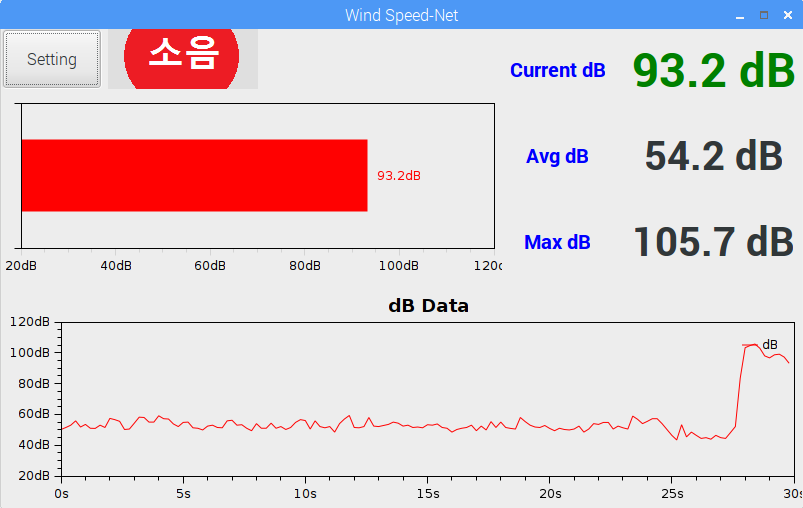 Wind Speed-Net
Setting
소음
Current dB
93.2 dB
93.2dB
Avg dB
54.2 dB
Max dB
105.7 dB
20dB 40dB 60dB 80dB 100dB 120c
dB Data
120dB
dB
100dB
80dB
60dB
40dB
20dB
0s 5s 10s 15s 20s 25s 30s